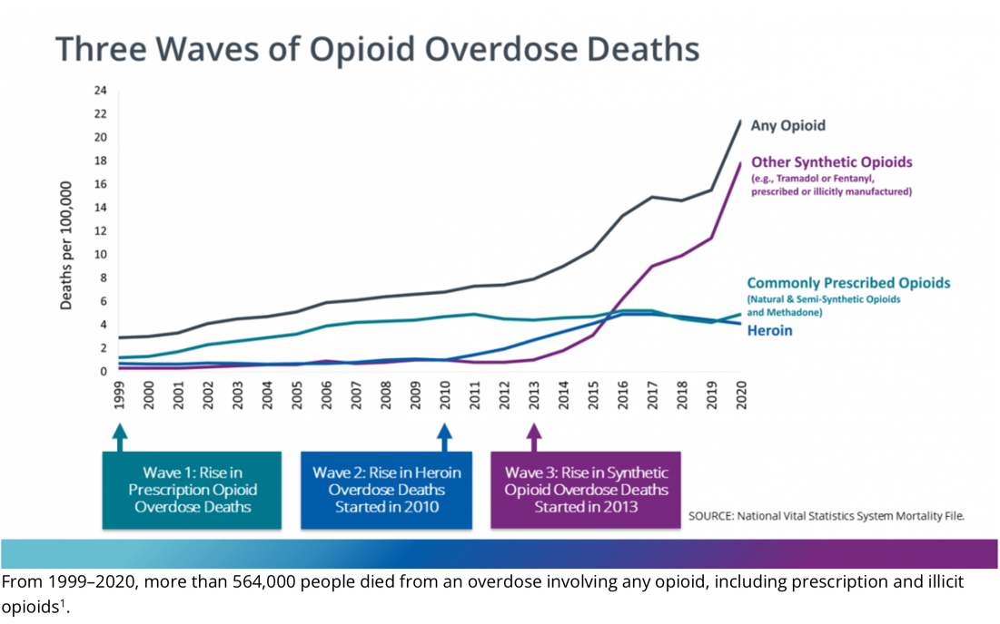 Three Waves of Opioid Overdose Deaths
24
22
20
18
16
14
12
10
8
6
4
2
0
Deaths per 100,000
Any Opioid
Other Synthetic Opioids
(e.g., Tramadol or Fentanyl,
prescribed or illicitly manufactured)
Commonly Prescribed Opioids
(Natural & Semi-Synthetic Opioids
and Methadone)
Heroin
1999
2000
2001
2002
2003
2004
2005
2006
2007
2008
2009
2010
2011
2012
2013
2014
2015
2016
2017
2018
2019
2020
Wave 1: Rise in
Prescription Opioid
Overdose Deaths
Wave 2: Rise in Heroin
Overdose Deaths
Started in 2010
Wave 3: Rise in Synthetic
Opioid Overdose Deaths
Started in 2013
SOURCE: National Vital Statistics System Mortality File.
From 1999–2020, more than 564,000 people died from an overdose involving any opioid, including prescription and illicit
opioids¹.